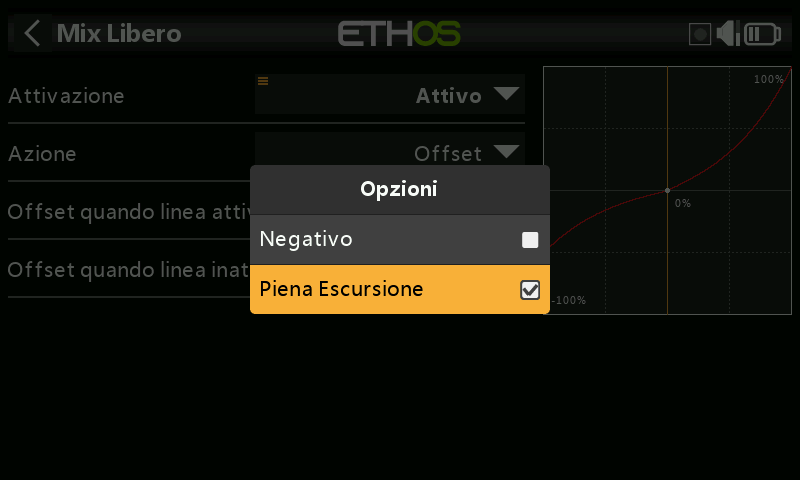 Mix Libero
ETHOS
Attivazione
Attivo
100%
Azione
Offset
Opzioni
Offset quando linea attiv
Negativo
0%
Offset quando linea inat
Piena Escursione
-100%